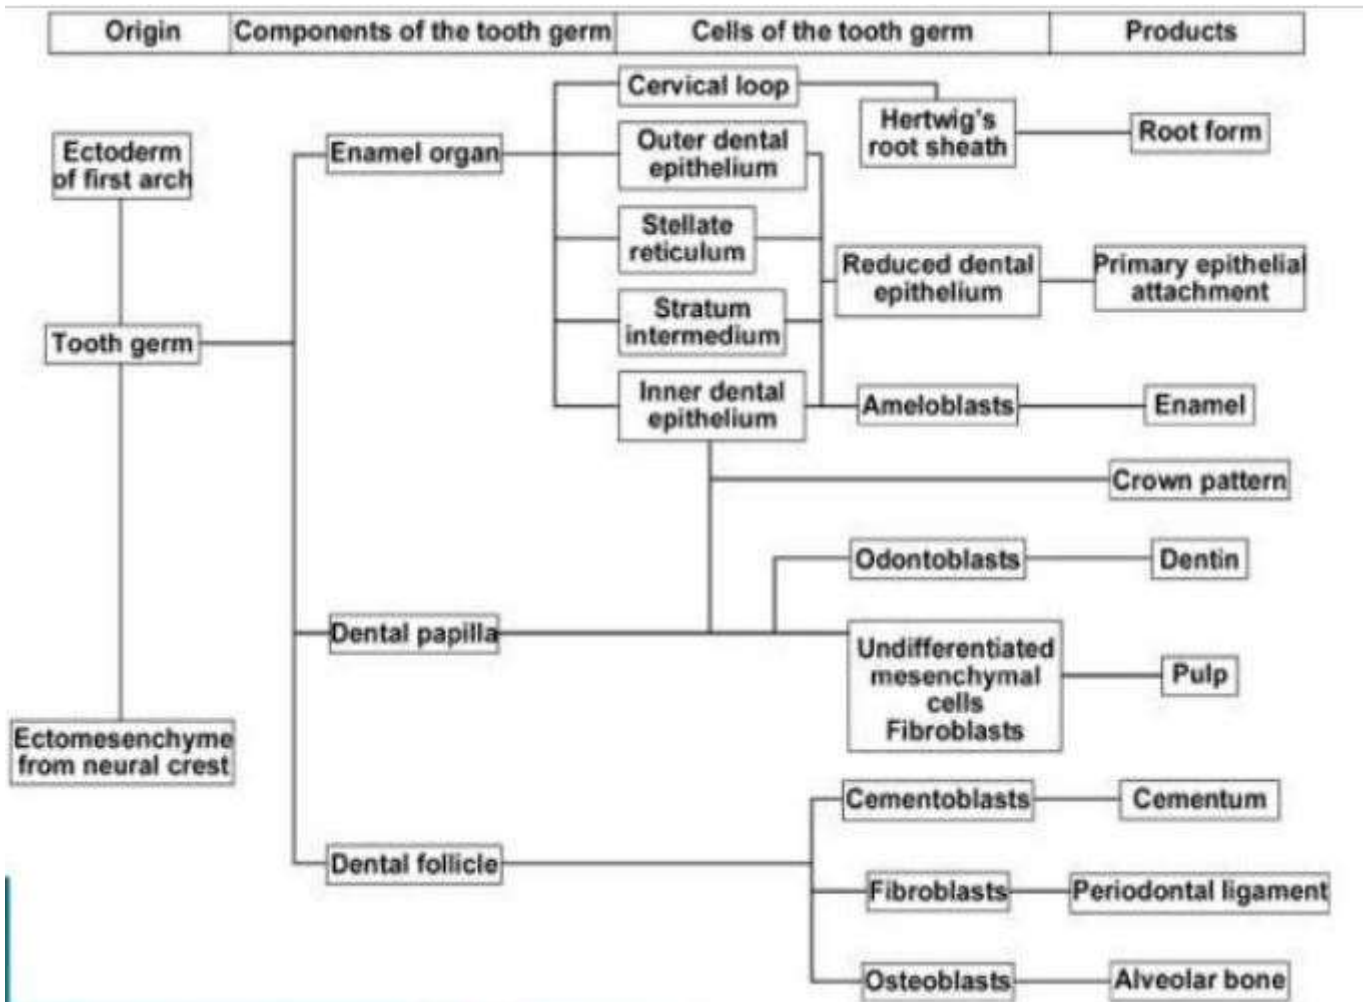 Origin
Components of the tooth germ
Cells of the tooth germ
Products
Ectoderm
of first arch
Tooth germ
Ectomesenchyme
from neural crest
Enamel organ
Dental papilla
Dental follicle
Cervical loop
Outer dental
epithelium
Stellate
reticulum
Stratum
intermedium
Inner dental
epithelium
Hertwig's
root sheath
Reduced dental
epithelium
Ameloblasts
Odontoblasts
Undifferentiated
mesenchymal
cells
Fibroblasts
Cementoblasts
Fibroblasts
Osteoblasts
Root form
Primary epithelial
attachment
Enamel
Crown pattern
Dentin
Pulp
Cementum
Periodontal ligament
Alveolar bone